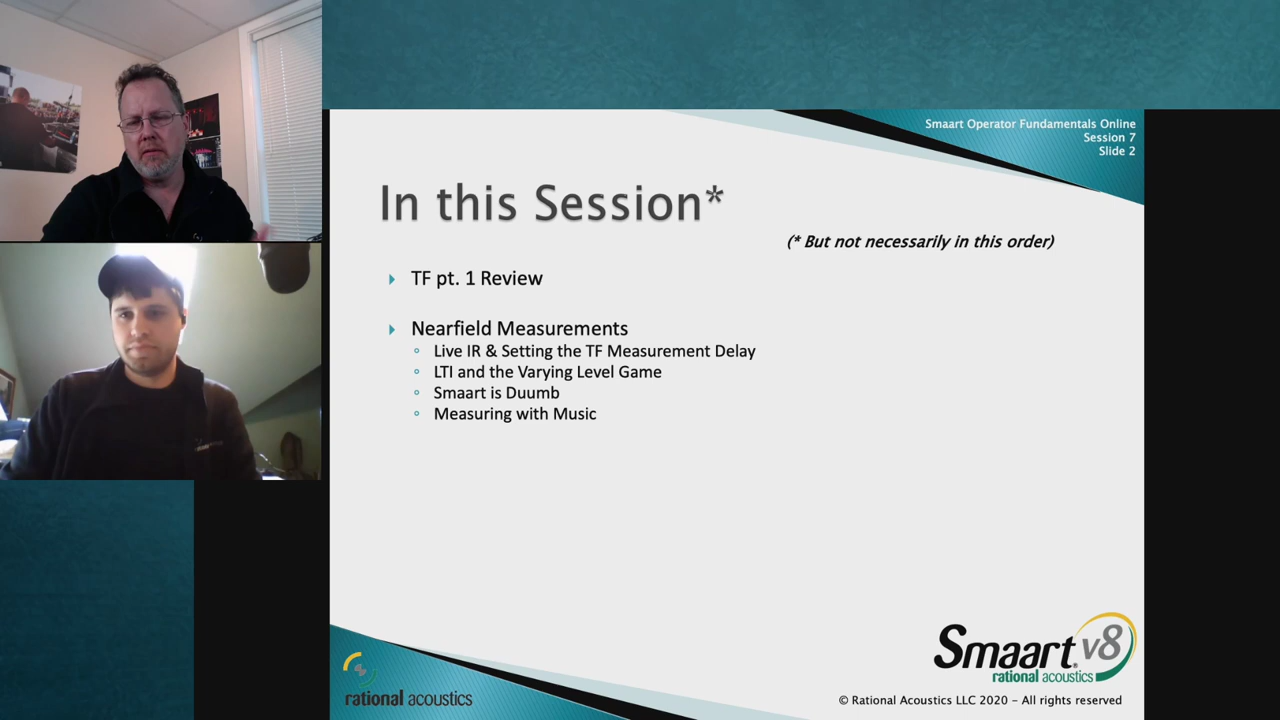 Smaart Operator Fundamentals Online
Session 7
Slide 2
In this Session*
(* But not necessarily in this order)
TF pt. 1 Review
Nearfield Measurements
Live IR & Setting the TF Measurement Delay
LTI and the Varying Level Game
Smaart is Duumb
Measuring with Music
Smaart® v8
rational acoustics
rational acoustics
© Rational Acoustics LLC 2020 – All rights reserved